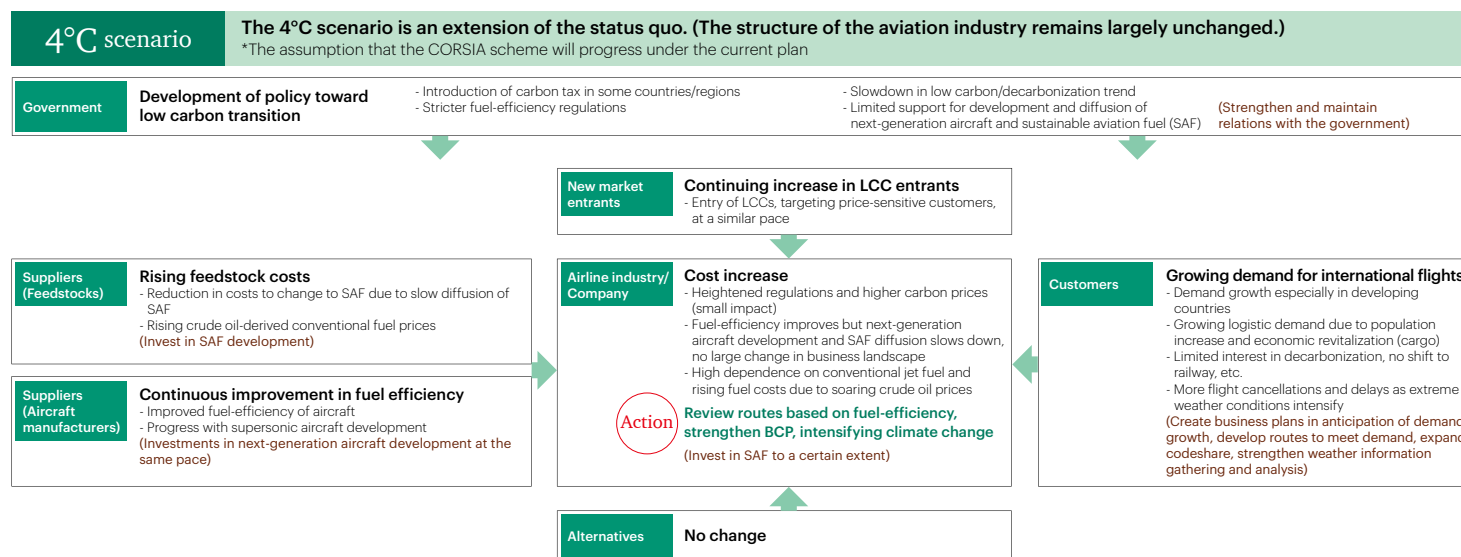 4°C scenario
The 4°C scenario is an extension of the status quo. (The structure of the aviation industry remains largely unchanged.)
*The assumption that the CORSIA scheme will progress under the current plan
Government
Development of policy toward
low carbon transition
- Introduction of carbon tax in some countries/regions
- Stricter fuel-efficiency regulations
- Slowdown in low carbon/decarbonization trend
- Limited support for development and diffusion of
next-generation aircraft and sustainable aviation fuel (SAF)
(Strengthen and maintain
relations with the government)
New market
entrants
Continuing increase in LCC entrants
- Entry of LCCs, targeting price-sensitive customers,
at a similar pace
Suppliers
(Feedstocks)
Rising feedstock costs
- Reduction in costs to change to SAF due to slow diffusion of
SAF
- Rising crude oil-derived conventional fuel prices
(Invest in SAF development)
Suppliers
(Aircraft
manufacturers)
Continuous improvement in fuel efficiency
- Improved fuel-efficiency of aircraft
- Progress with supersonic aircraft development
(Investments in next-generation aircraft development at the
same pace)
Airline industry/
Company
Cost increase
- Heightened regulations and higher carbon prices
(small impact)
- Fuel-efficiency improves but next-generation
aircraft development and SAF diffusion slows down,
no large change in business landscape
- High dependence on conventional jet fuel and
rising fuel costs due to soaring crude oil prices
Action
Review routes based on fuel-efficiency,
strengthen BCP, intensifying climate change
(Invest in SAF to a certain extent)
Customers
Growing demand for international flights
- Demand growth especially in developing
countries
- Growing logistic demand due to population
increase and economic revitalization (cargo)
- Limited interest in decarbonization, no shift to
railway, etc.
- More flight cancellations and delays as extreme
weather conditions intensify
(Create business plans in anticipation of demand
growth, develop routes to meet demand, expand
codeshare, strengthen weather information
gathering and analysis)
Alternatives
No change